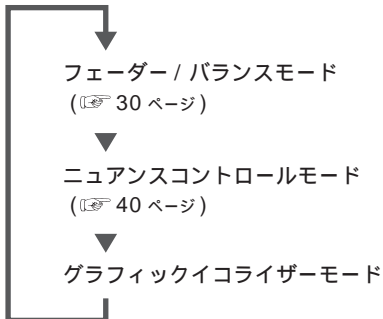 フェーダー / バランスモード
(☞ 30 ページ)
ニュアンスコントロールモード
(☞ 40 ページ)
グラフィックイコライザーモード